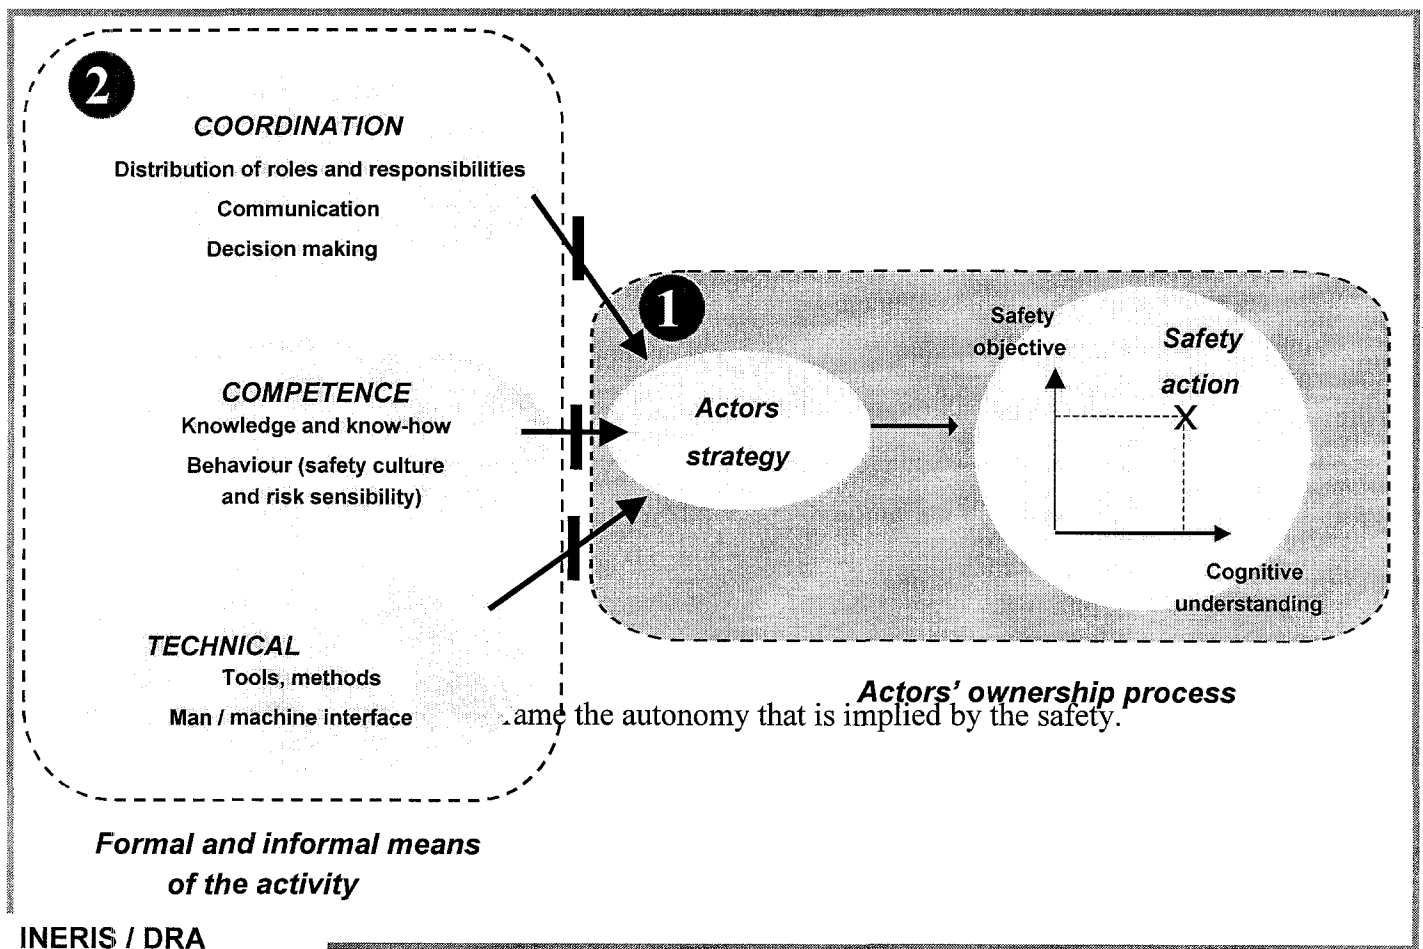 2
COORDINATION
Distribution of roles and responsibilities
Communication
Decision making
COMPETENCE
Knowledge and know-how
Behaviour (safety culture
and risk sensibility)
TECHNICAL
Tools, methods
Man / machine interface
Formal and informal means
of the activity
1
Actors
strategy
Safety
objective
Safety
action
X
Cognitive
understanding
Actors' ownership process
the autonomy that is implied by the safety.
INERIS / DRA